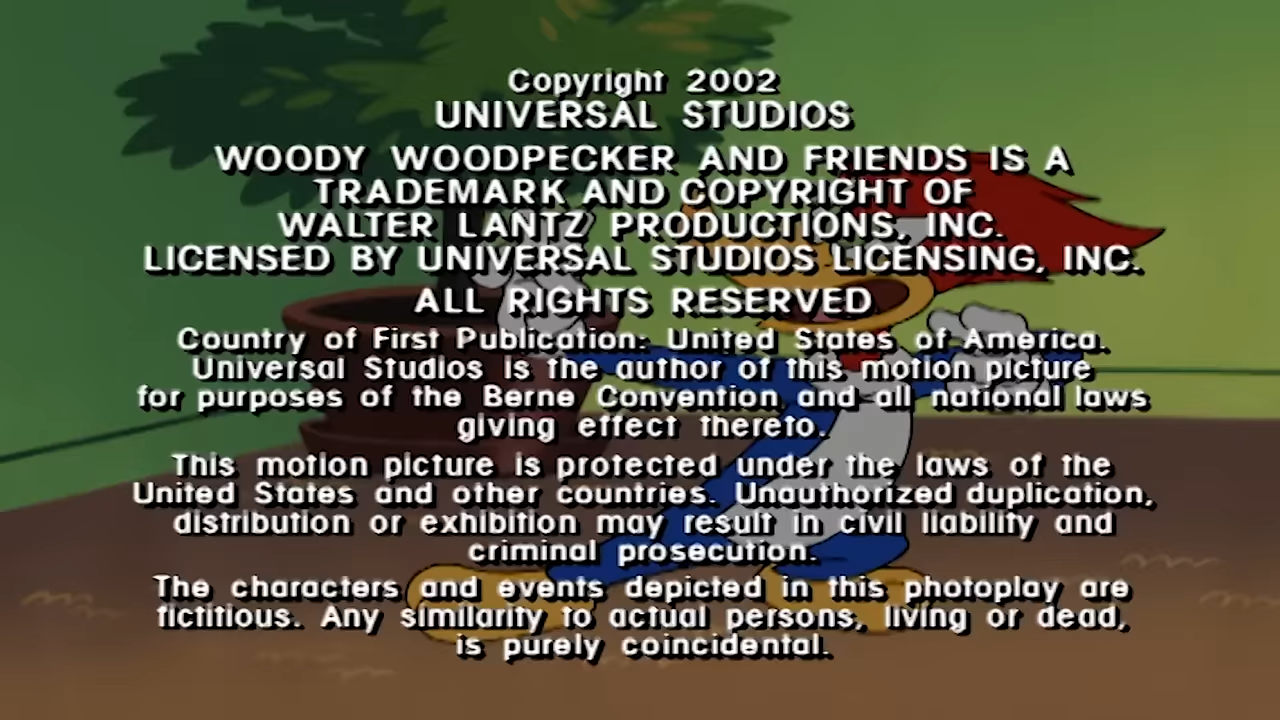 Copyright 2002
UNIVERSAL STUDIOS
WOODY WOODPECKER AND FRIENDS IS A
TRADEMARK AND COPYRIGHT OF
WALTER LANTZ PRODUCTIONS, INC.
LICENSED BY UNIVERSAL STUDIOS LICENSING, INC.
ALL RIGHTS RESERVED
Country of First Publication: United States of America.
Universal Studios is the author of this motion picture
for purposes of the Berne Convention and all national laws
giving effect thereto.
This motion picture is protected under the laws of the
United States and other countries. Unauthorized duplication,
distribution or exhibition may result in civil liability and
criminal prosecution.
The characters and events depicted in this photoplay are
fictitious. Any similarity to actual persons, living or dead,
is purely coincidental.